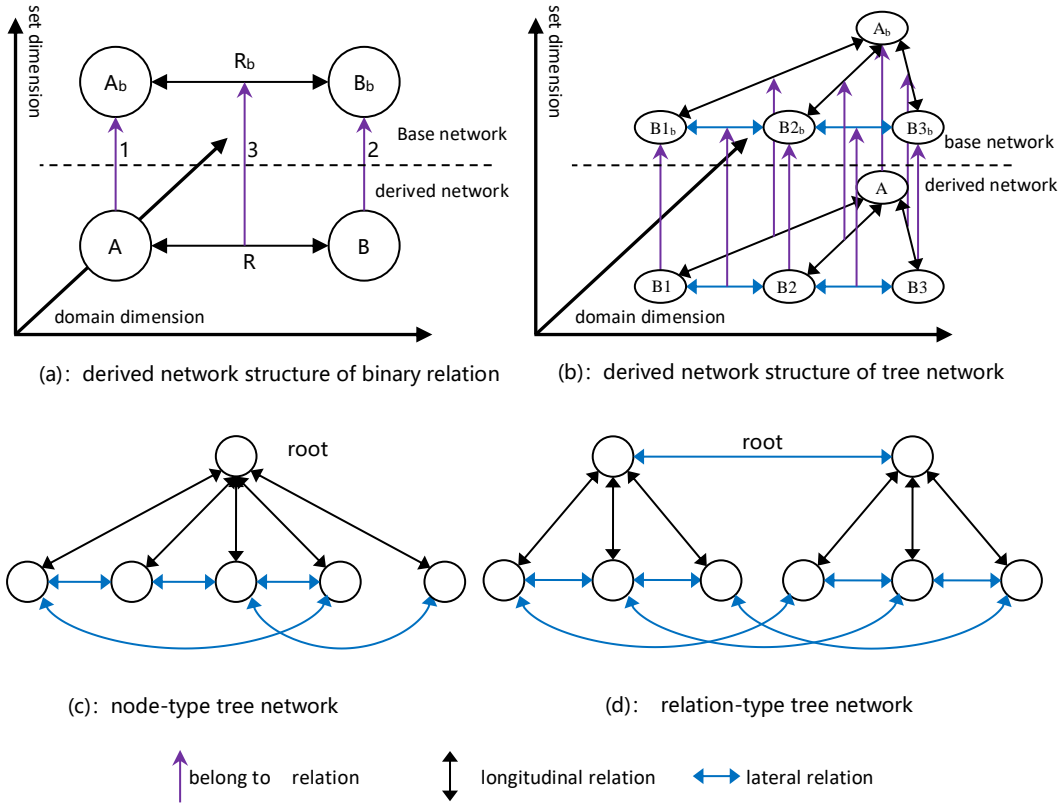 set dimension
Ab
Rb
Bb
1
3
2
Base network
derived network
A
R
B
domain dimension
(a): derived network structure of binary relation
set dimension
Ab
B1b
B2b
B3b
base network
A
derived network
B1
B2
B3
domain dimension
(b): derived network structure of tree network
root
(c): node-type tree network
root
(d): relation-type tree network
belong to relation
longitudinal relation
lateral relation